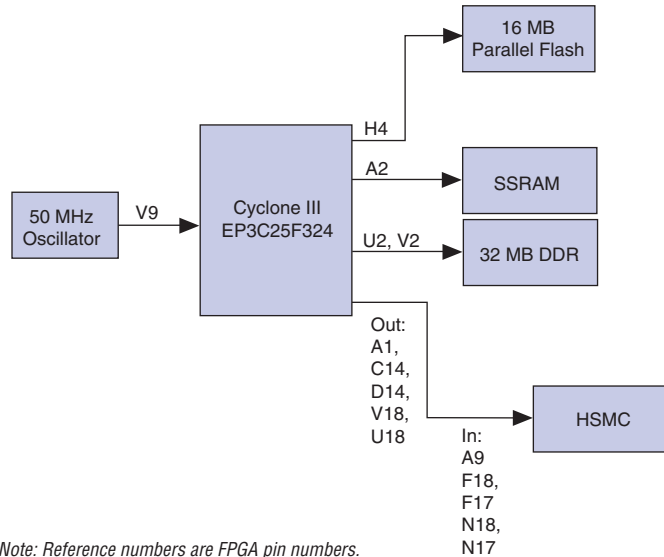 16 MB
Parallel Flash
H4
A2
SSRAM
50 MHz
Oscillator
V9
Cyclone III
EP3C25F324
U2, V2
32 MB DDR
Out:
A1,
C14,
D14,
V18,
U18
HSMC
In:
A9
F18,
F17
N18,
N17
Note: Reference numbers are FPGA pin numbers.